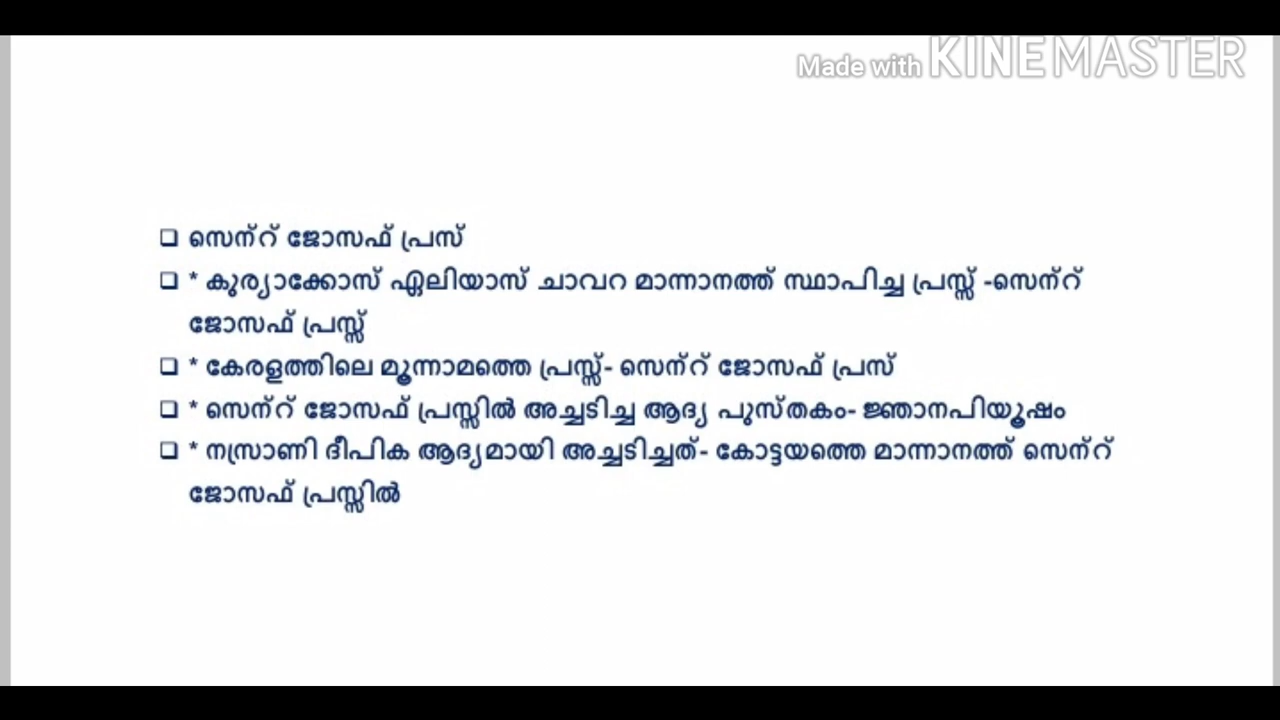 Made with KINEMASTER
❑ സെന്റ് ജോസഫ് പ്രസ്
❑ * കുര്യാക്കോസ് ഏലിയാസ് ചാവറ മാന്നാനത്ത് സ്ഥാപിച്ച പ്രസ്സ് -സെന്റ്
ജോസഫ് പ്രസ്സ്
❑ * കേരളത്തിലെ മൂന്നാമത്തെ പ്രസ്സ്- സെന്റ് ജോസഫ് പ്രസ്
❑ * സെന്റ് ജോസഫ് പ്രസ്സിൽ അച്ചടിച്ച ആദ്യ പുസ്തകം- ജ്ഞാനപിയൂഷം
❑ * നസ്രാണി ദീപിക ആദ്യമായി അച്ചടിച്ചത്- കോട്ടയത്തെ മാന്നാനത്ത് സെന്റ്
ജോസഫ് പ്രസ്സിൽ